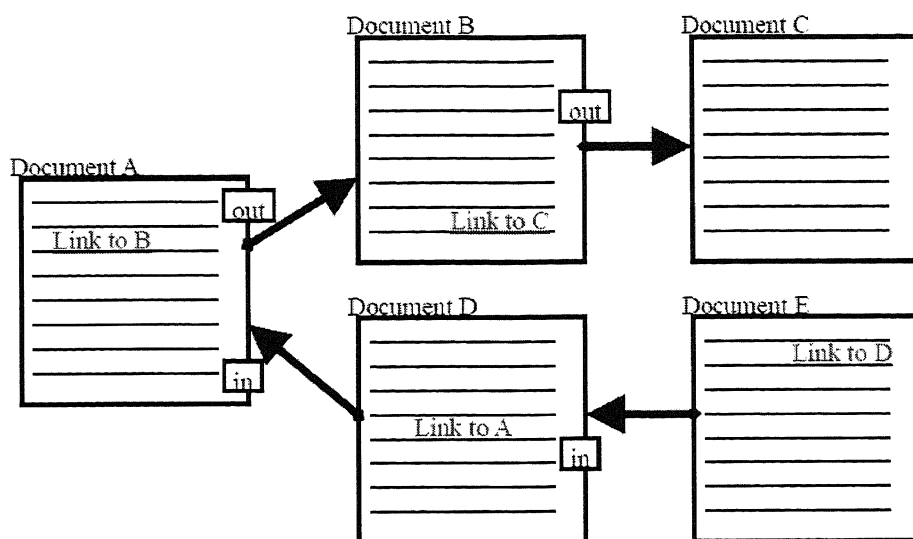 Document B
Document C
out
Document A
out
Link to B
Link to C
Document D
Document E
Link to D
in
Link to A
in